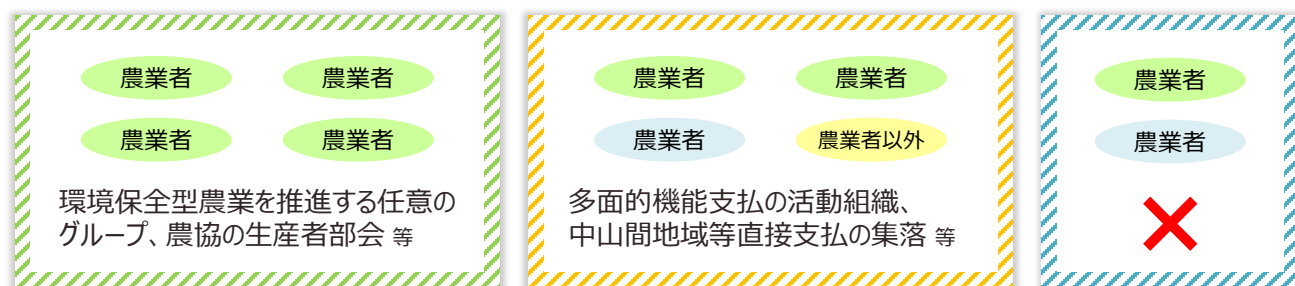 農業者 農業者
農業者 農業者
環境保全型農業を推進する任意の
グループ、農協の生産者部会 等
農業者 農業者
農業者 農業者以外
多面的機能支払の活動組織、
中山間地域等直接支払の集落 等
農業者
農業者